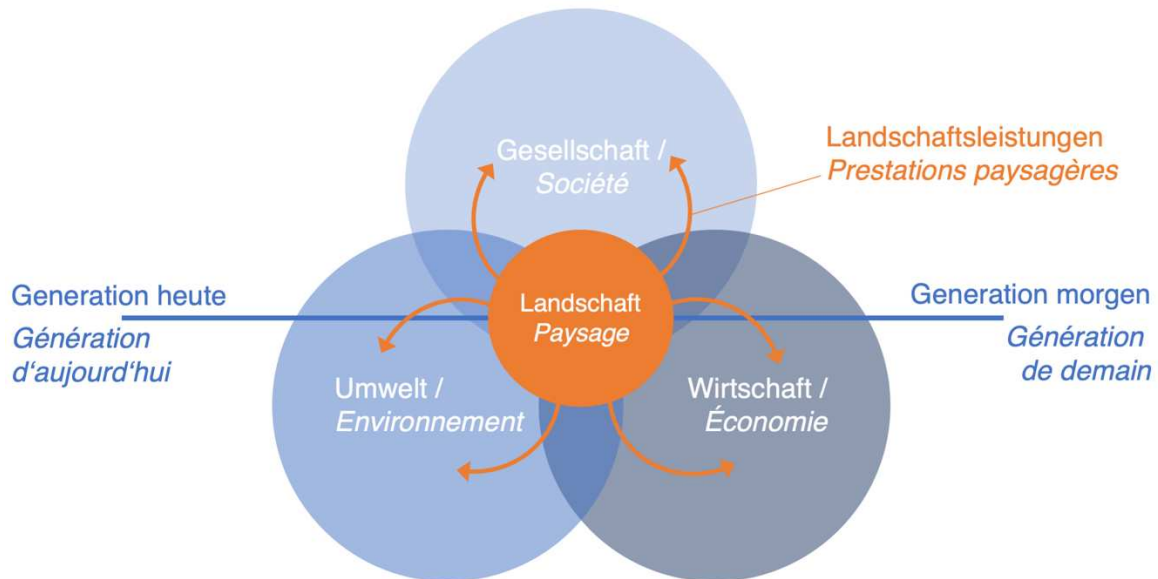 Gesellschaft /
Société
Landschaftsleistungen
Prestations paysagères
Generation heute
Génération
d‘aujourd‘hui
Landschaft
Paysage
Generation morgen
Génération
de demain
Umwelt /
Environnement
Wirtschaft /
Économie